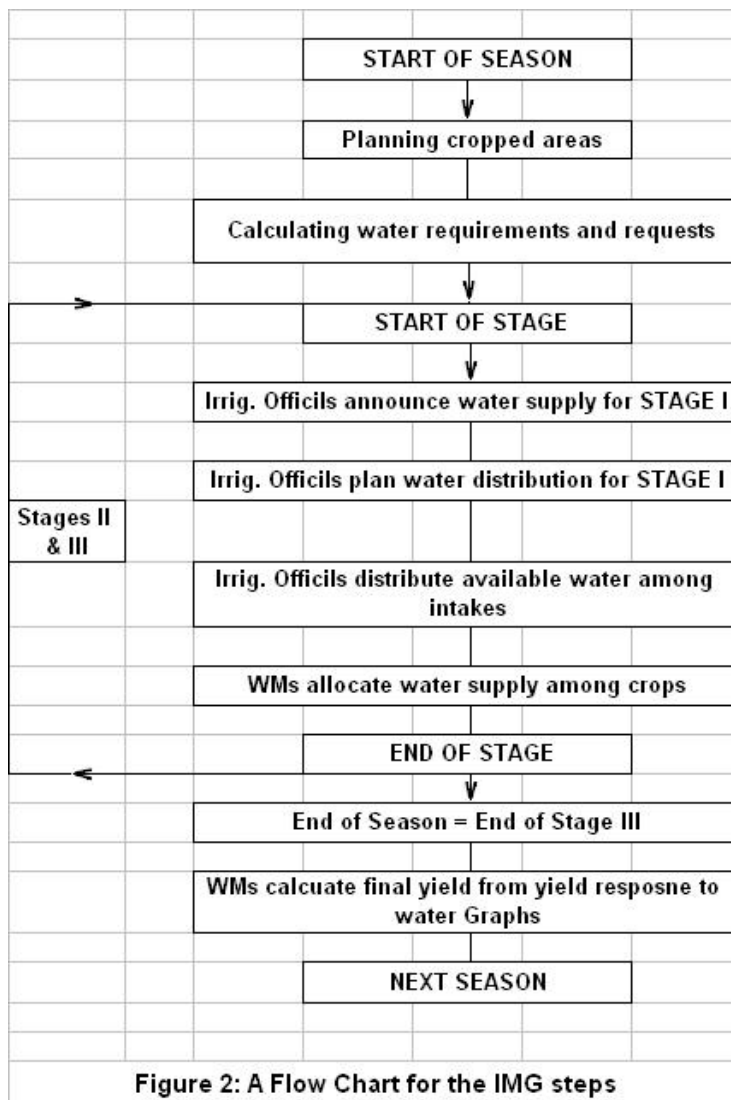 START OF SEASON
Planning cropped areas
Calculating water requirements and requests
START OF STAGE
Irrig. Officils announce water supply for STAGE I
Irrig. Officils plan water distribution for STAGE I
Stages II
& III
Irrig. Officils distribute available water among
intakes
WMs allocate water supply among crops
END OF STAGE
End of Season = End of Stage III
WMs calcuate final yield from yield resposne to
water Graphs
NEXT SEASON
Figure 2: A Flow Chart for the IMG steps